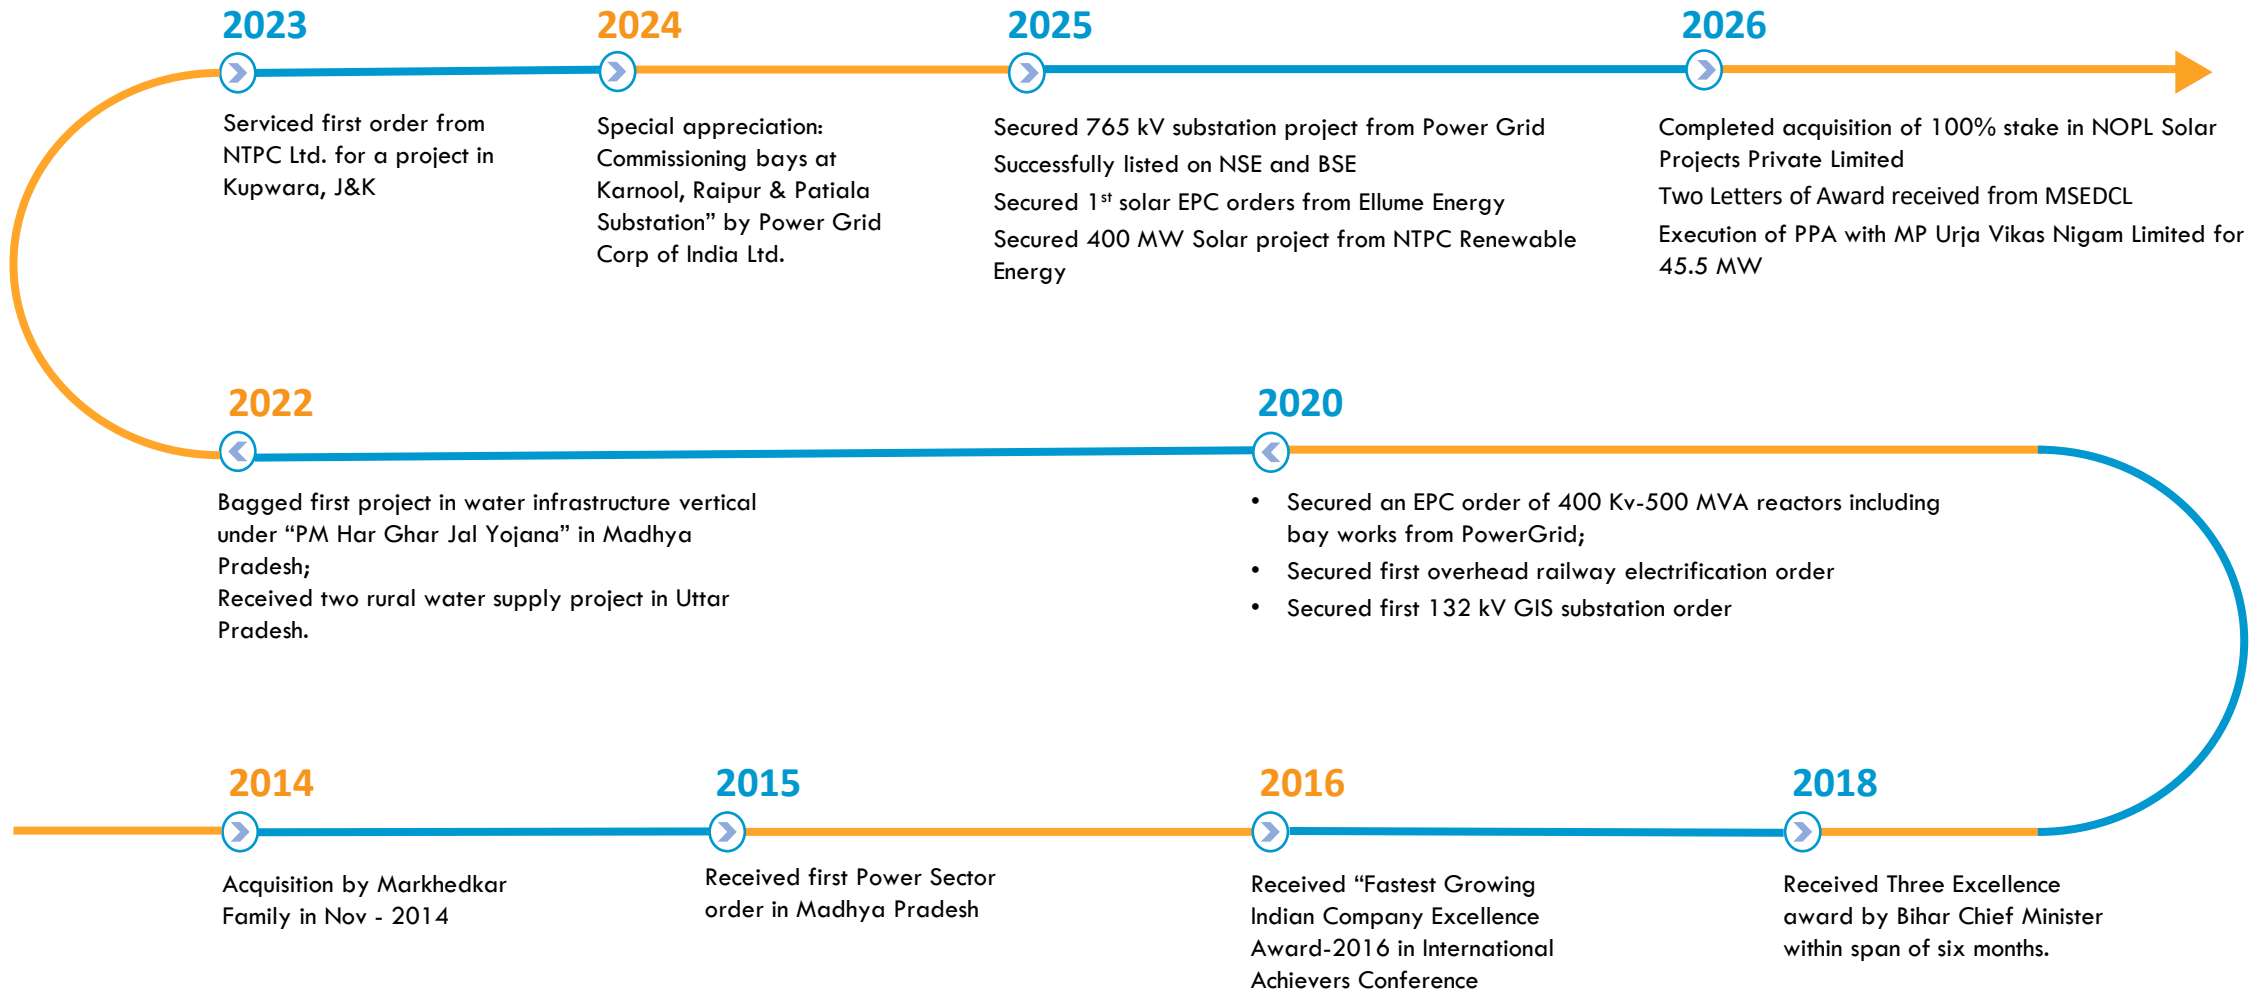 2023
Serviced first order from
NTPC Ltd. for a project in
Kupwara, J&K
2024
Special appreciation:
Commissioning bays at
Karnool, Raipur & Patiala
Substation” by Power Grid
Corp of India Ltd.
2025
Secured 765 kV substation project from Power Grid
Successfully listed on NSE and BSE
Secured 1st solar EPC orders from Ellume Energy
Secured 400 MW Solar project from NTPC Renewable
Energy
2026
Completed acquisition of 100% stake in NOPL Solar
Projects Private Limited
Two Letters of Award received from MSEDCL
Execution of PPA with MP Urja Vikas Nigam Limited for
45.5 MW
2022
Bagged first project in water infrastructure vertical
under “PM Har Ghar Jal Yojana” in Madhya
Pradesh;
Received two rural water supply project in Uttar
Pradesh.
2020
• Secured an EPC order of 400 Kv-500 MVA reactors including
bay works from PowerGrid;
• Secured first overhead railway electrification order
• Secured first 132 kV GIS substation order
2014
Acquisition by Markhedkar
Family in Nov - 2014
2015
Received first Power Sector
order in Madhya Pradesh
2016
Received “Fastest Growing
Indian Company Excellence
Award-2016 in International
Achievers Conference
2018
Received Three Excellence
award by Bihar Chief Minister
within span of six months.